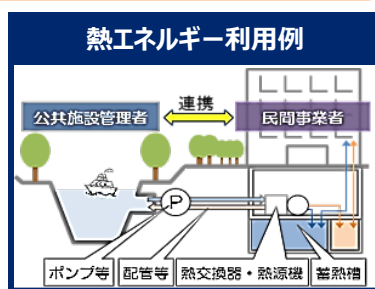 熱エネルギー利用例
連携
公共施設管理者
民間事業者
P
ポンプ等
配管等
熱交換器・熱源機
蓄熱槽